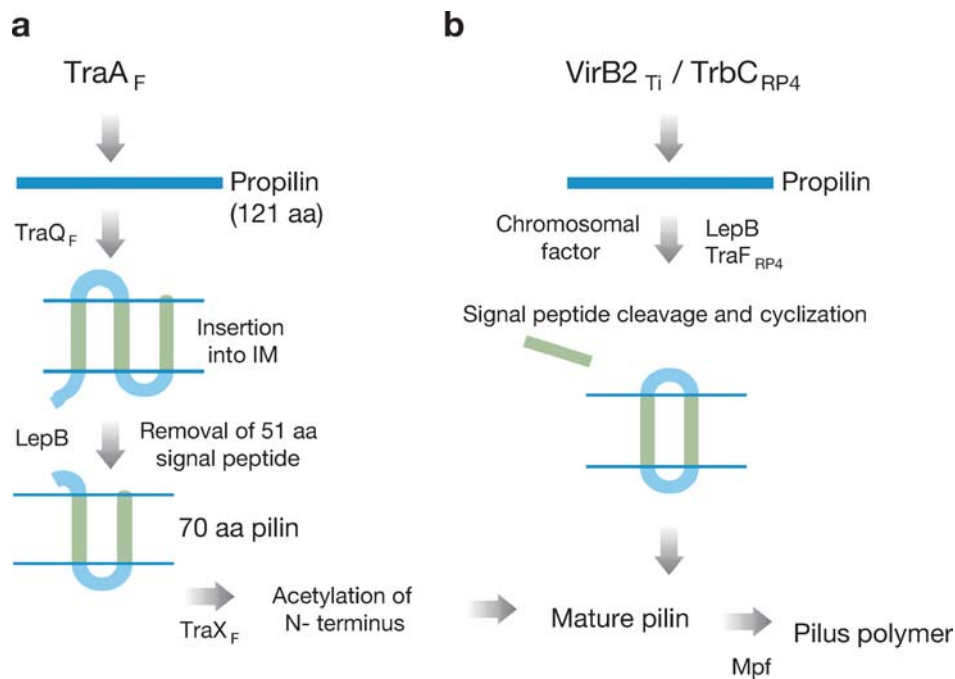 a
TraA F
Propilin
(121 aa)
TraQ F
Insertion
into IM
LepB
Removal of 51 aa
signal peptide
70 aa pilin
TraX F
Acetylation of
N- terminus
b
VirB2 Ti / TrbC RP4
Propilin
Chromosomal
factor
LepB
TraF RP4
Signal peptide cleavage and cyclization
Mature pilin
Mpf
Pilus polymer